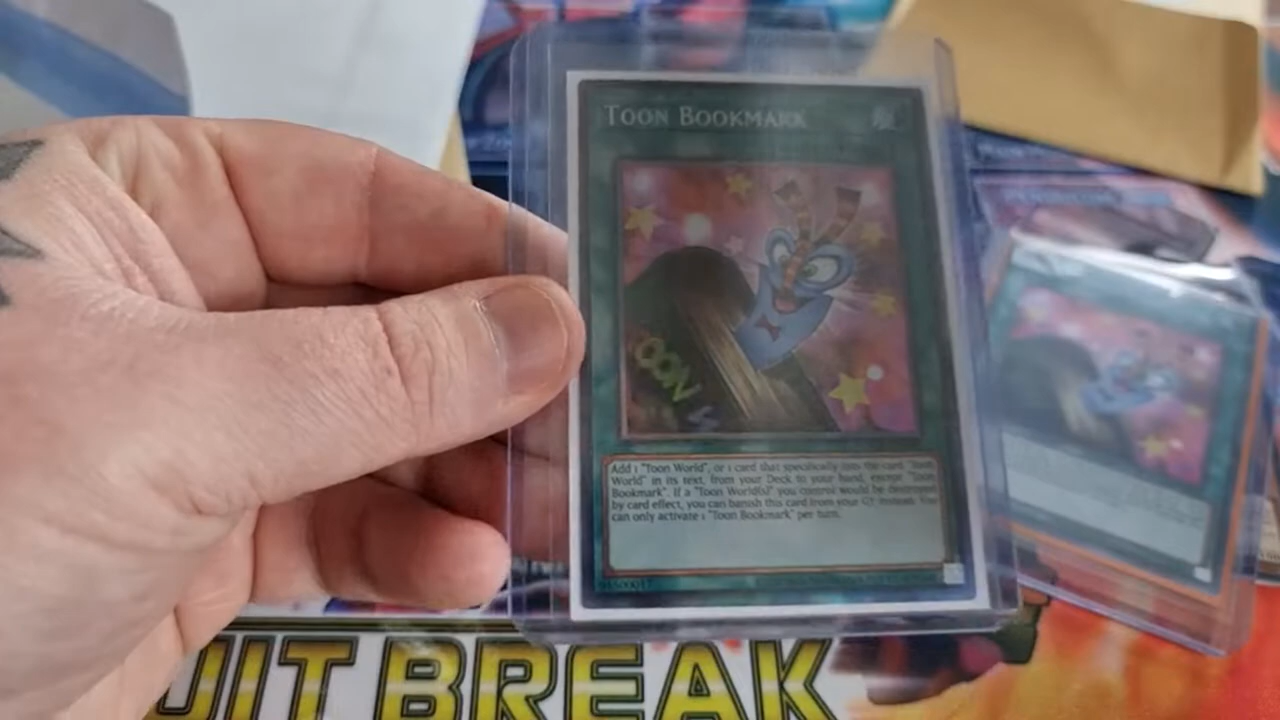 TOON BOOKMARK
TOON
Add 1 "Toon World", or 1 card that specifically lists the card "Toon
World" in its text, from your Deck to your hand, except "Toon
Bookmark". If a "Toon World(s)" you control would be destroyed
by card effect, you can banish this card from your GY instead. You
can only activate 1 "Toon Bookmark" per turn.
UIT BREAK